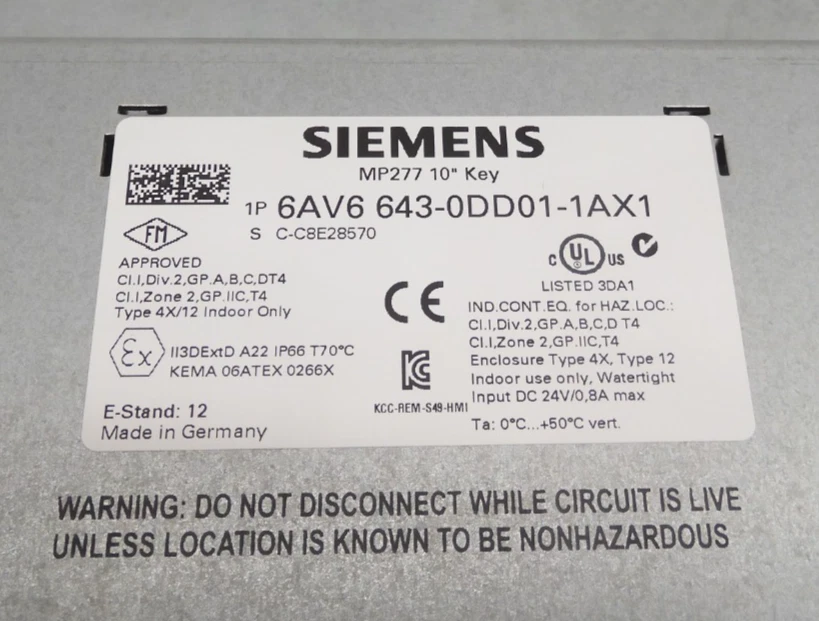 SIEMENS
MP277 10" Key
1P 6AV6 643-0DD01-1AX1
S C-C8E28570
FM
APPROVED
Cl.I,Div.2,GP.A,B,C,DT4
Cl.I,Zone 2,GP.IIC,T4
Type 4X/12 Indoor Only
Ex II3DExtD A22 IP66 T70°C
KEMA 06ATEX 0266X
E-Stand: 12
Made in Germany
CE
KC
KCC-REM-S49-HMI
c UL US
LISTED 3DA1
IND.CONT.EQ. for HAZ.LOC.:
Cl.I,Div.2,GP.A,B,C,D T4
Cl.I,Zone 2,GP.IIC,T4
Enclosure Type 4X, Type 12
Indoor use only, Watertight
Input DC 24V/0,8A max
Ta: 0°C...+50°C vert.
WARNING: DO NOT DISCONNECT WHILE CIRCUIT IS LIVE
UNLESS LOCATION IS KNOWN TO BE NONHAZARDOUS